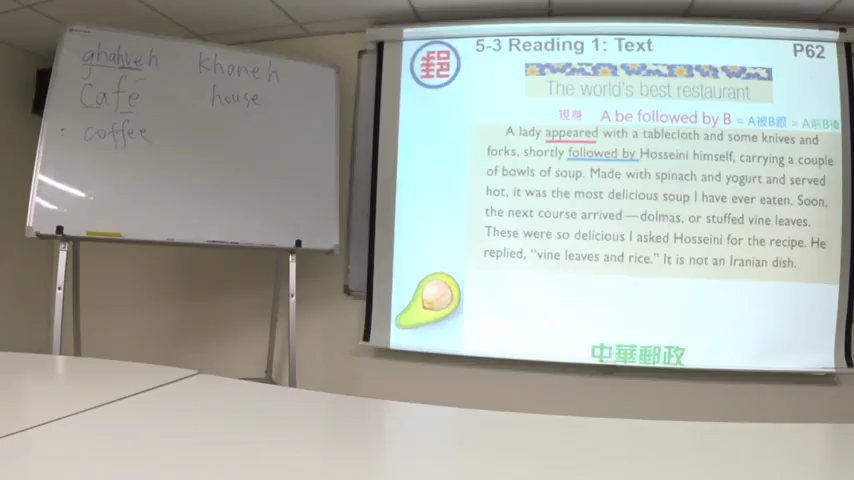 ghahveh khaneh
Café house
: coffee
郵
5-3 Reading 1: Text
P62
The world's best restaurant
現身 A be followed by B = A被B跟 = A前B後
A lady appeared with a tablecloth and some knives and
forks, shortly followed by Hosseini himself, carrying a couple
of bowls of soup. Made with spinach and yogurt and served
hot, it was the most delicious soup I have ever eaten. Soon,
the next course arrived—dolmas, or stuffed vine leaves.
These were so delicious I asked Hosseini for the recipe. He
replied, "vine leaves and rice." It is not an Iranian dish.
中華郵政